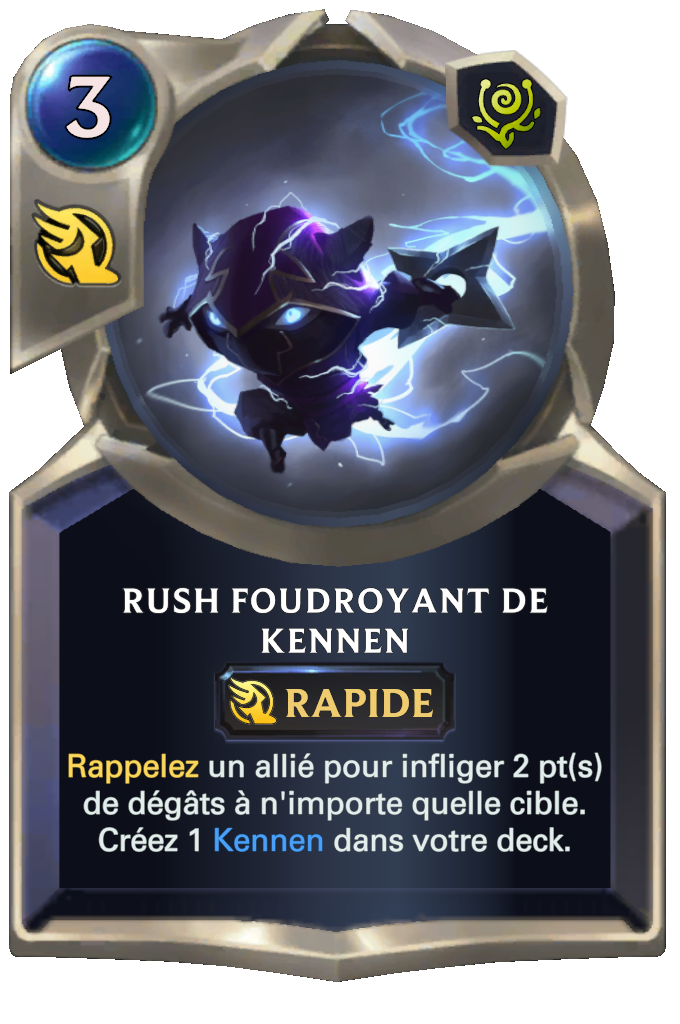 3
RUSH FOUDROYANT DE
KENNEN
RAPIDE
Rappelez un allié pour infliger 2 pt(s)
de dégâts à n'importe quelle cible.
Créez 1 Kennen dans votre deck.